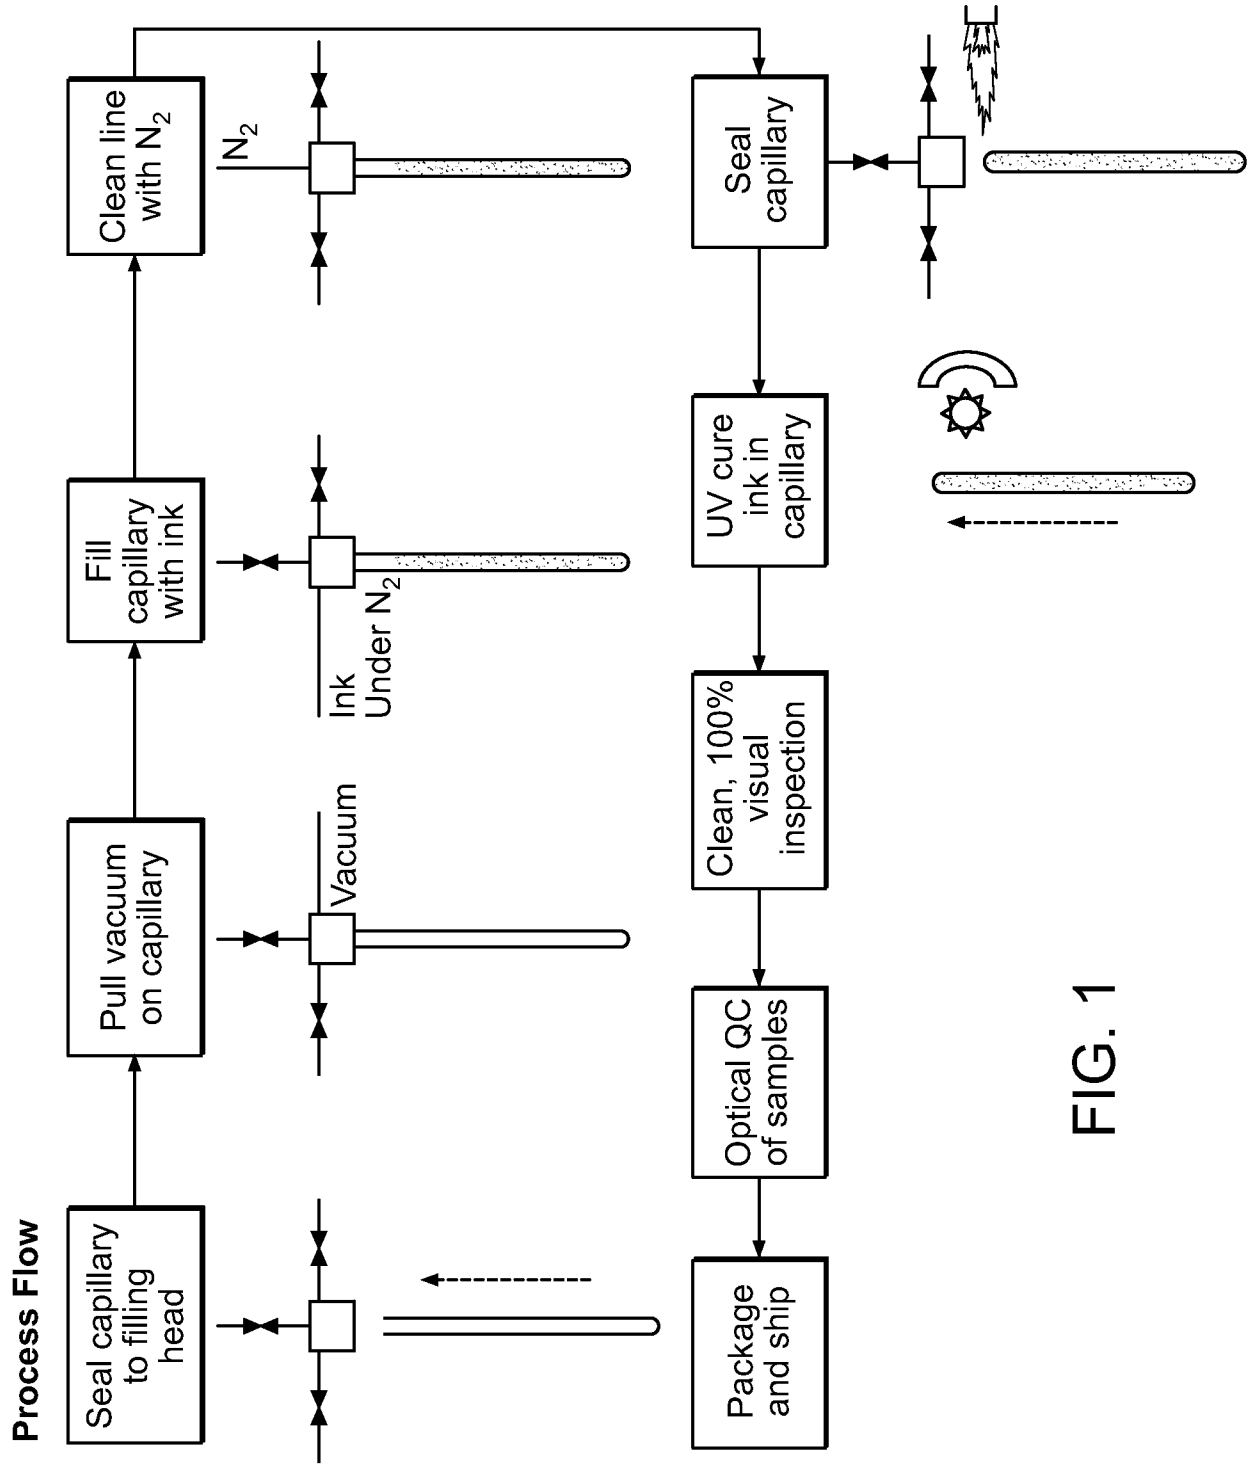 Process Flow
Seal capillary
to filling
head
Pull vacuum
on capillary
Vacuum
Fill
capillary
with ink
Ink
Under N₂
Clean line
with N₂
N₂
Seal
capillary
UV cure
ink in
capillary
Clean, 100%
visual
inspection
Optical QC
of samples
Package
and ship
FIG. 1